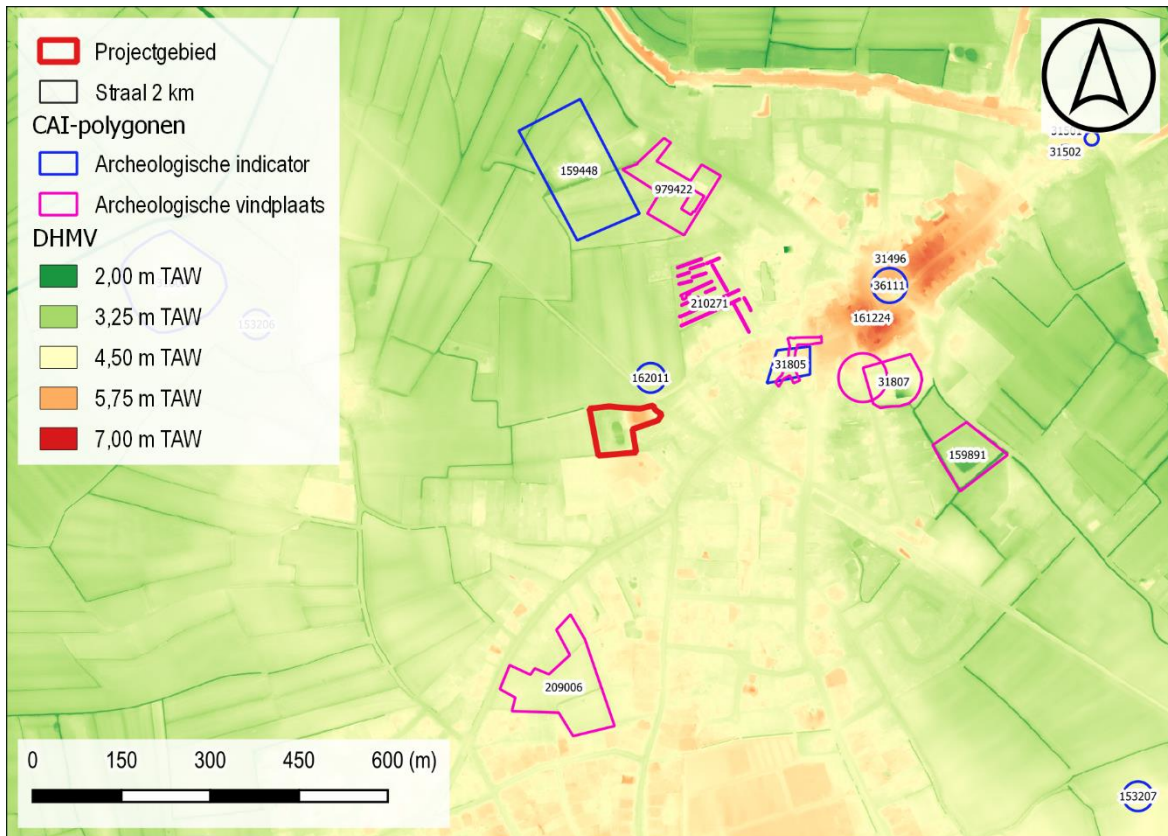 Projectgebied
Straal 2 km
CAI-polygonen
Archeologische indicator
Archeologische vindplaats
DHMV
2,00 m TAW
3,25 m TAW
4,50 m TAW
5,75 m TAW
7,00 m TAW
31502
159448
979422
31496
36111
210271
161224
153206
31805
162011
31807
159891
209006
153207
0 150 300 450 600 (m)